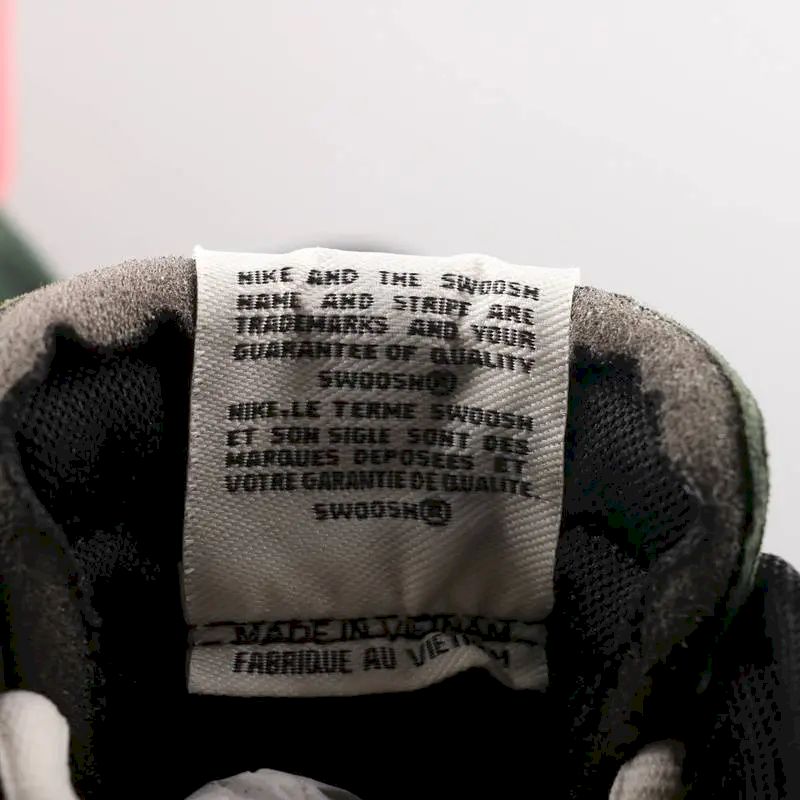 NIKE AND THE SWOOSH
NAME AND STRIPE ARE
TRADEMARKS AND YOUR
GUARANTEE OF QUALITY
SWOOSH®
NIKE, LE TERME SWOOSH
ET SON SIGLE SONT DES
MARQUES DEPOSEES ET
VOTRE GARANTIE DE QUALITE.
SWOOSH®
MADE IN VIETNAM
FABRIQUE AU VIETNAM